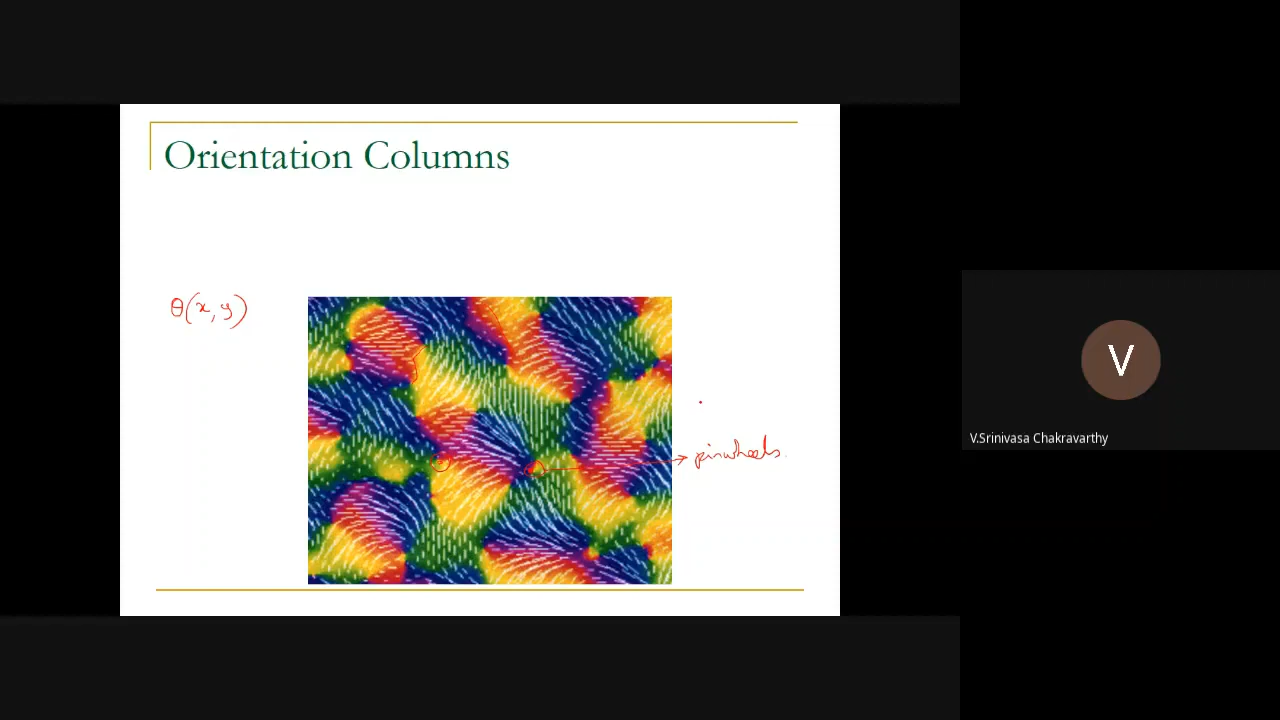 Orientation Columns
θ(x, y)
pinwheels.
V
V.Srinivasa Chakravarthy